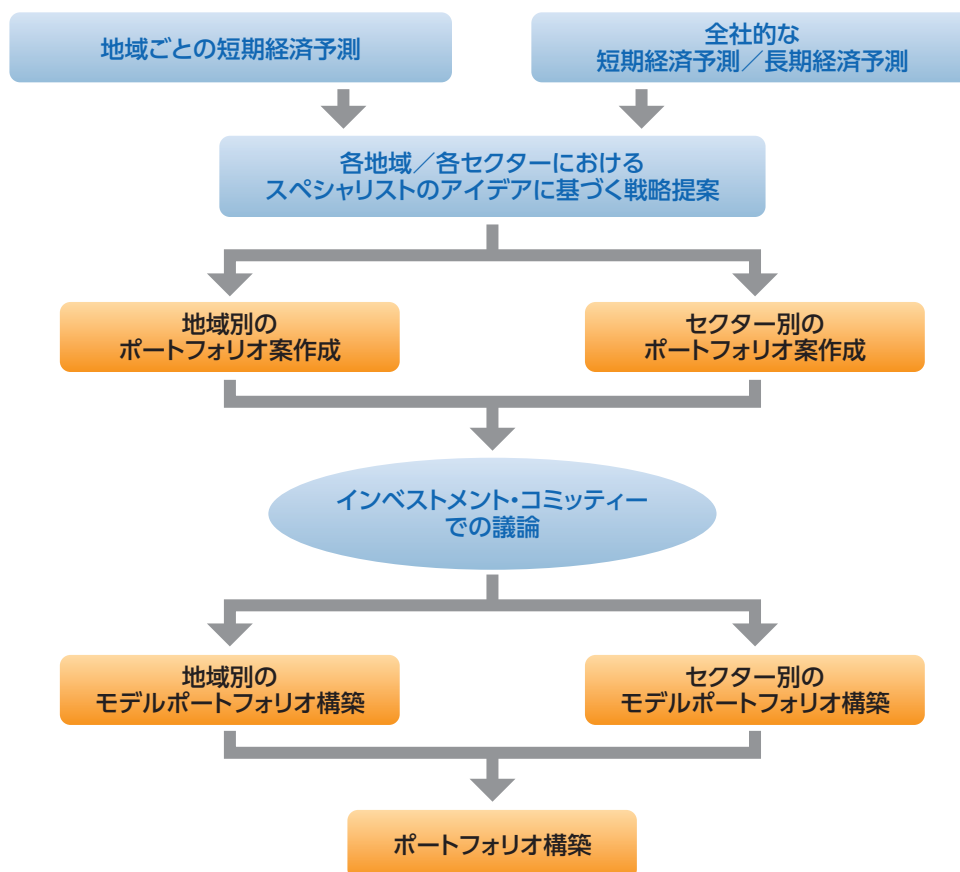 地域ごとの短期経済予測
全社的な
短期経済予測／長期経済予測
各地域／各セクターにおける
スペシャリストのアイデアに基づく戦略提案
地域別の
ポートフォリオ案作成
セクター別の
ポートフォリオ案作成
インベストメント・コミッティー
での議論
地域別の
モデルポートフォリオ構築
セクター別の
モデルポートフォリオ構築
ポートフォリオ構築